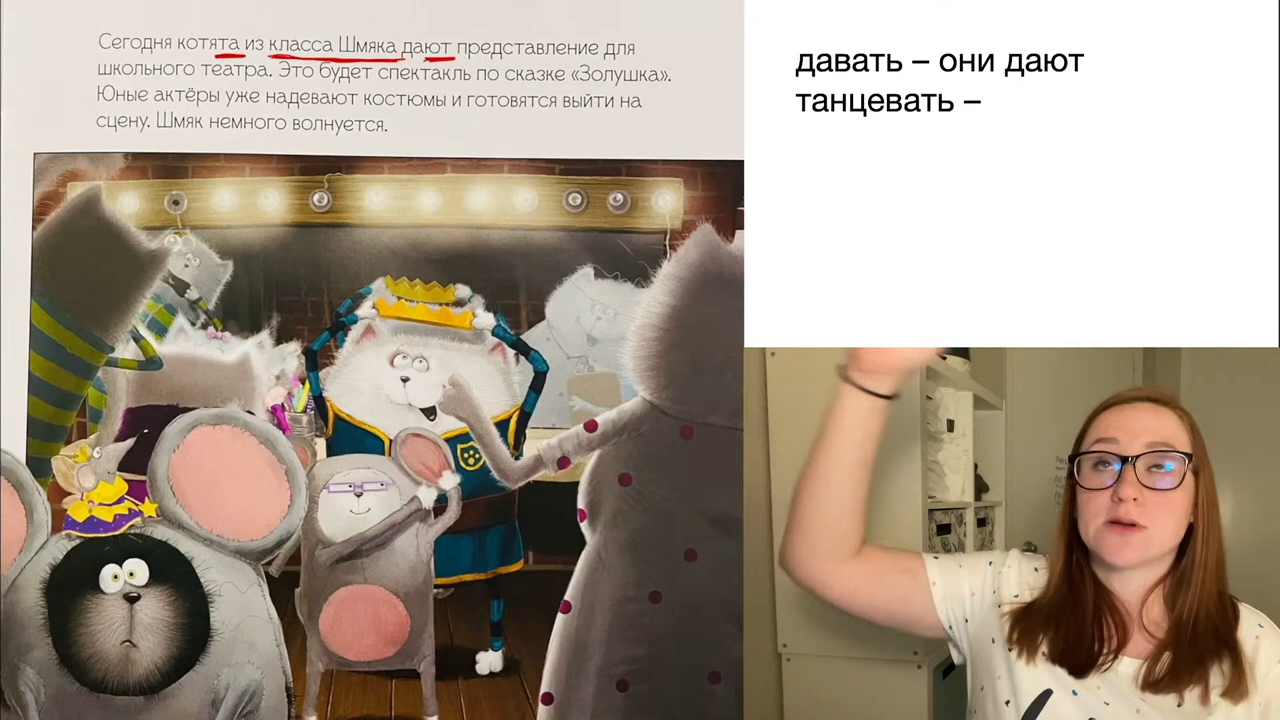 Сегодня котята из класса Шмяка дают представление для
школьного театра. Это будет спектакль по сказке «Золушка».
Юные актёры уже надевают костюмы и готовятся выйти на
сцену. Шмяк немного волнуется.
давать – они дают
танцевать –